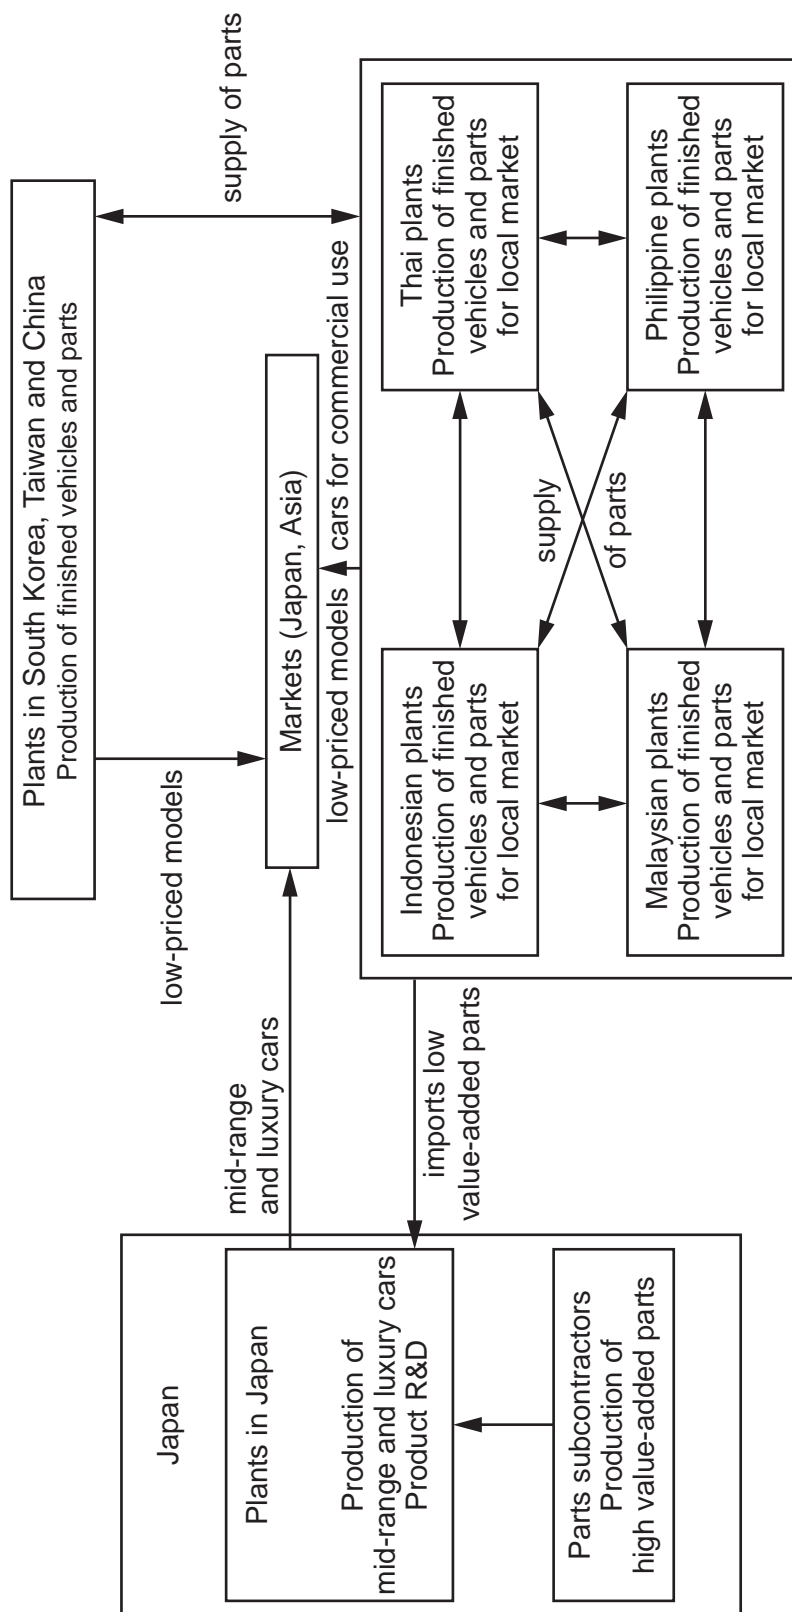 Japan
Plants in Japan
Production of
mid-range and luxury cars
Product R&D
Parts subcontractors
Production of
high value-added parts
mid-range
and luxury cars
imports low
value-added parts
Plants in South Korea, Taiwan and China
Production of finished vehicles and parts
low-priced models
supply of parts
Markets (Japan, Asia)
low-priced models
cars for commercial use
Indonesian plants
Production of finished
vehicles and parts
for local market
Thai plants
Production of finished
vehicles and parts
for local market
supply
of parts
Malaysian plants
Production of finished
vehicles and parts
for local market
Philippine plants
Production of finished
vehicles and parts
for local market